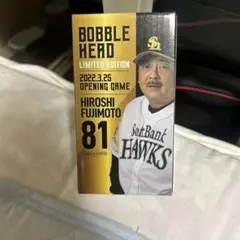 BOBBLE
HEAD
LIMITED EDITION
2022.3.25
OPENING GAME
HIROSHI
FUJIMOTO
81
SoftBank
HAWKS